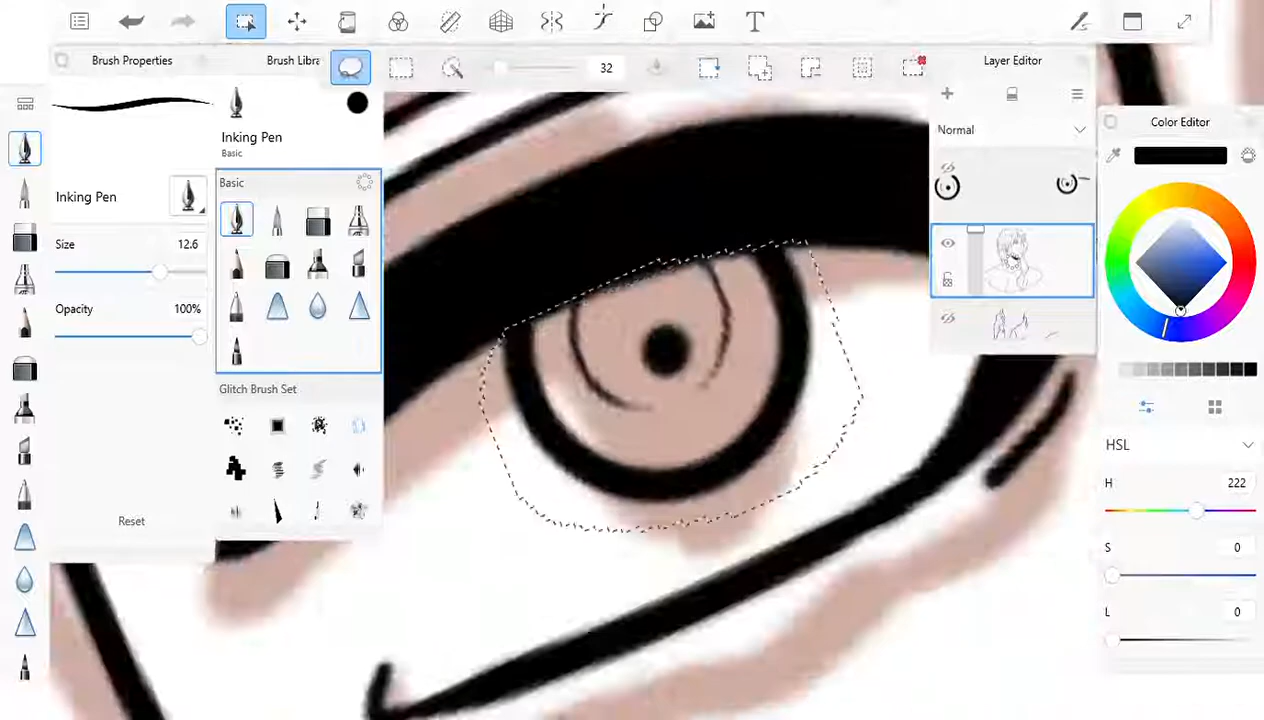 Brush Properties
Brush Libra
32
Layer Editor
Inking Pen
Basic
Normal
Color Editor
Basic
Inking Pen
Size 12.6
Opacity 100%
Glitch Brush Set
HSL
H 222
Reset
S 0
L 0